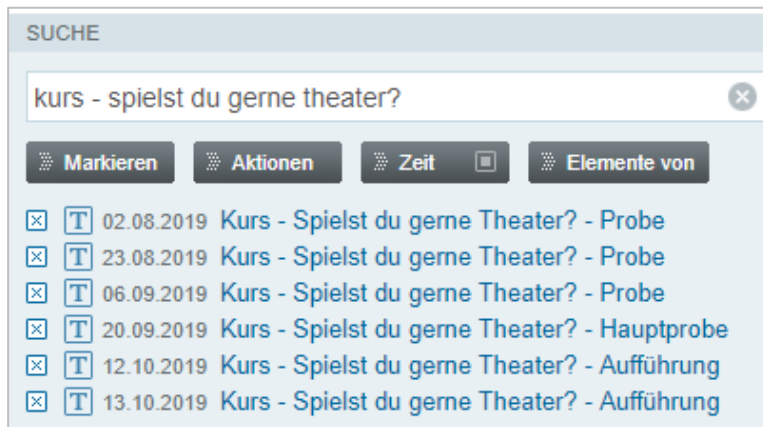 SUCHE
kurs - spielst du gerne theater?
Markieren Aktionen Zeit Elemente von
T 02.08.2019 Kurs - Spielst du gerne Theater? - Probe
T 23.08.2019 Kurs - Spielst du gerne Theater? - Probe
T 06.09.2019 Kurs - Spielst du gerne Theater? - Probe
T 20.09.2019 Kurs - Spielst du gerne Theater? - Hauptprobe
T 12.10.2019 Kurs - Spielst du gerne Theater? - Aufführung
T 13.10.2019 Kurs - Spielst du gerne Theater? - Aufführung